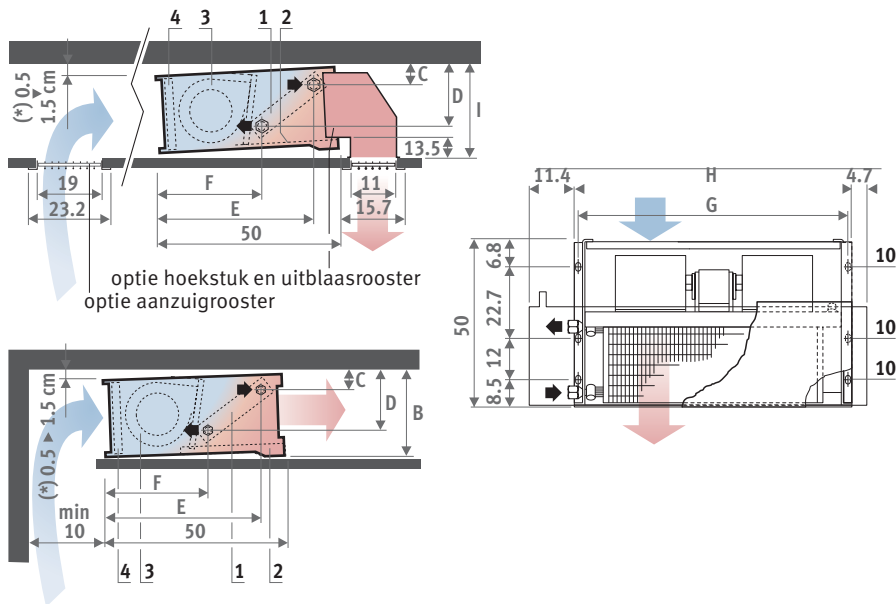 4 3 1 2
(*) 0.5 ▶
1.5 cm
C
D
I
13.5
19
23.2
F
E
50
11
15.7
optie hoekstuk en uitblaasrooster
optie aanzuigrooster
(*) 0.5 ▶ 1.5 cm
C
D
B
F
E
min
10
50
4 3 1 2
11.4 H 4.7
G
6.8
22.7
50
12
8.5
10
10
10